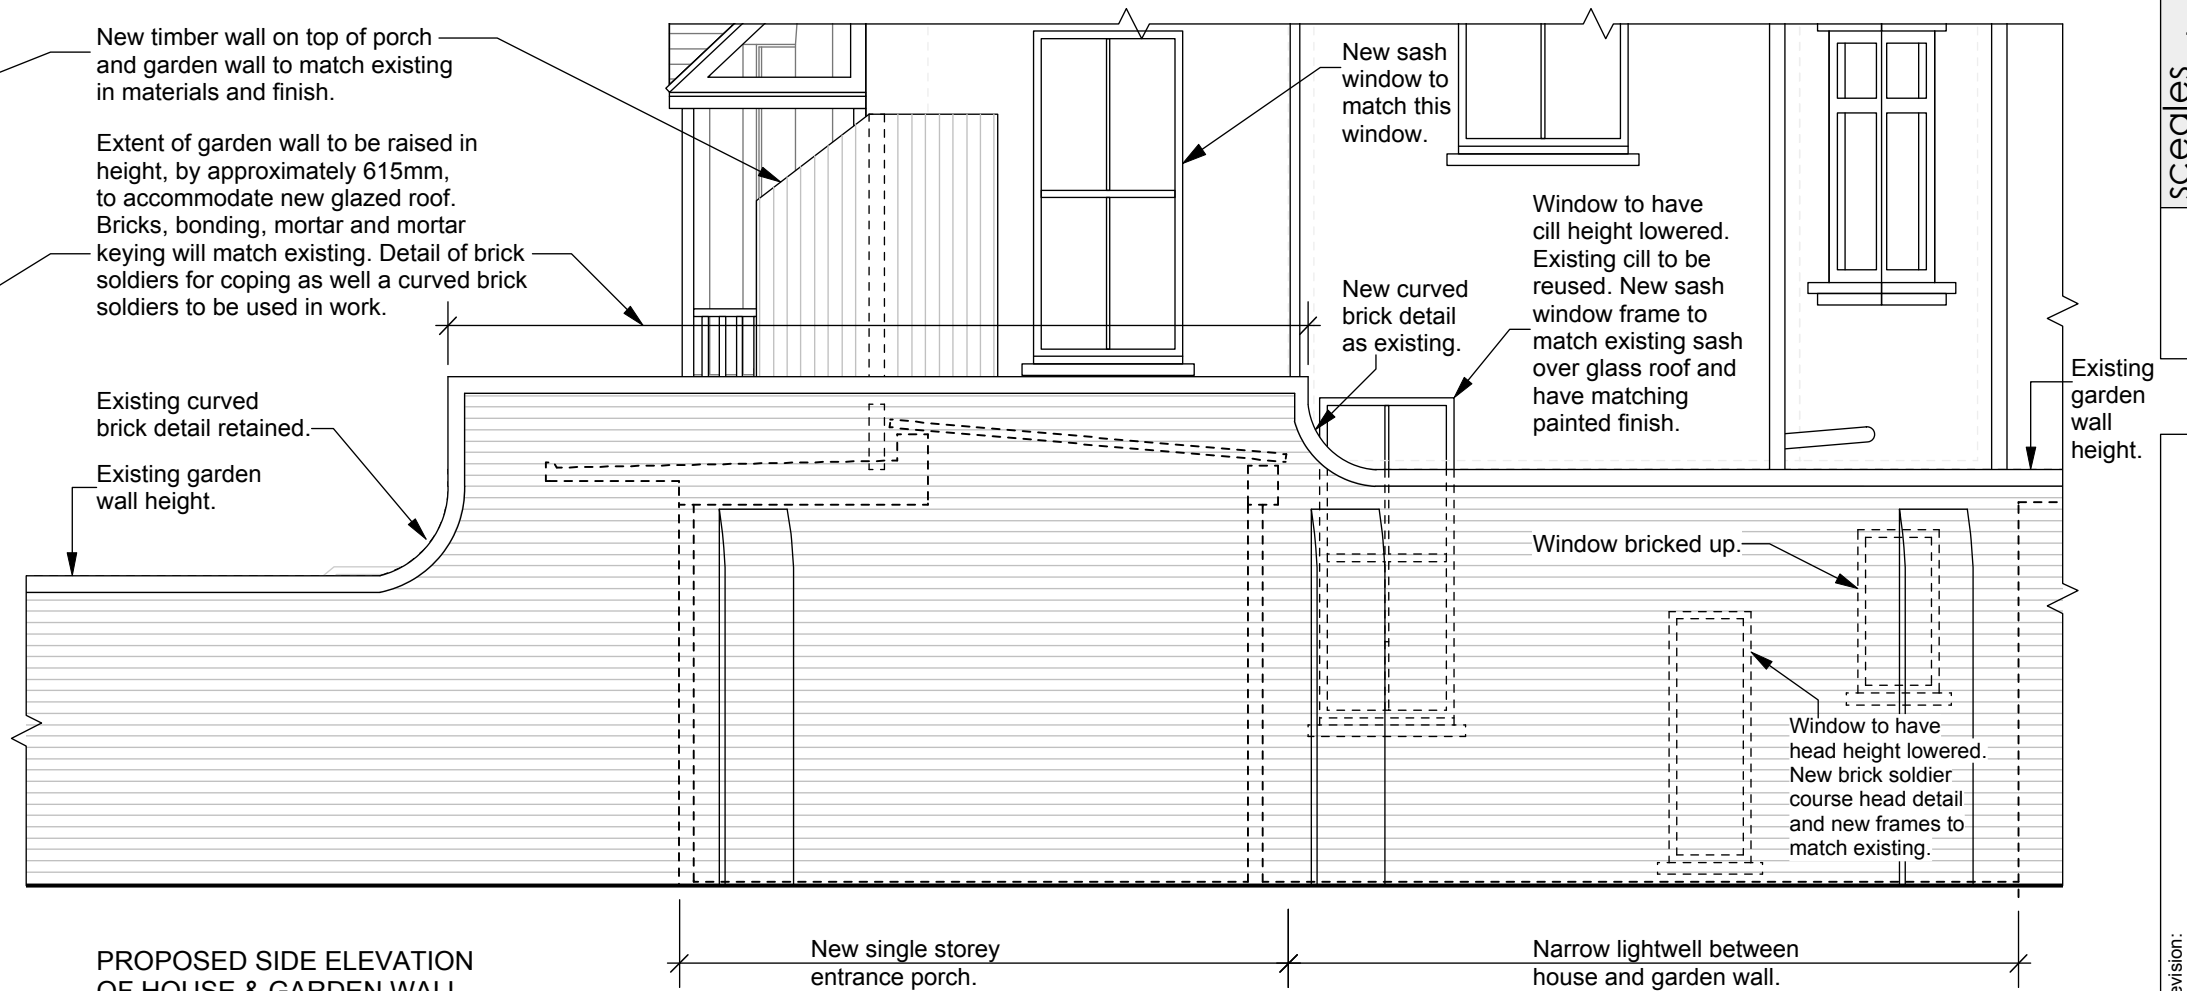 New timber wall on top of porch
and garden wall to match existing
in materials and finish.
Extent of garden wall to be raised in
height, by approximately 615mm,
to accommodate new glazed roof.
Bricks, bonding, mortar and mortar
keying will match existing. Detail of brick
soldiers for coping as well a curved brick
soldiers to be used in work.
Existing curved
brick detail retained.
Existing garden
wall height.
New sash
window to
match this
window.
New curved
brick detail
as existing.
Window to have
cill height lowered.
Existing cill to be
reused. New sash
window frame to
match existing sash
over glass roof and
have matching
painted finish.
Existing
garden
wall
height.
Window bricked up.
Window to have
head height lowered.
New brick soldier
course head detail
and new frames to
match existing.
New single storey
entrance porch.
Narrow lightwell between
house and garden wall.
PROPOSED SIDE ELEVATION
OF HOUSE & GARDEN WALL
sceales
evision: